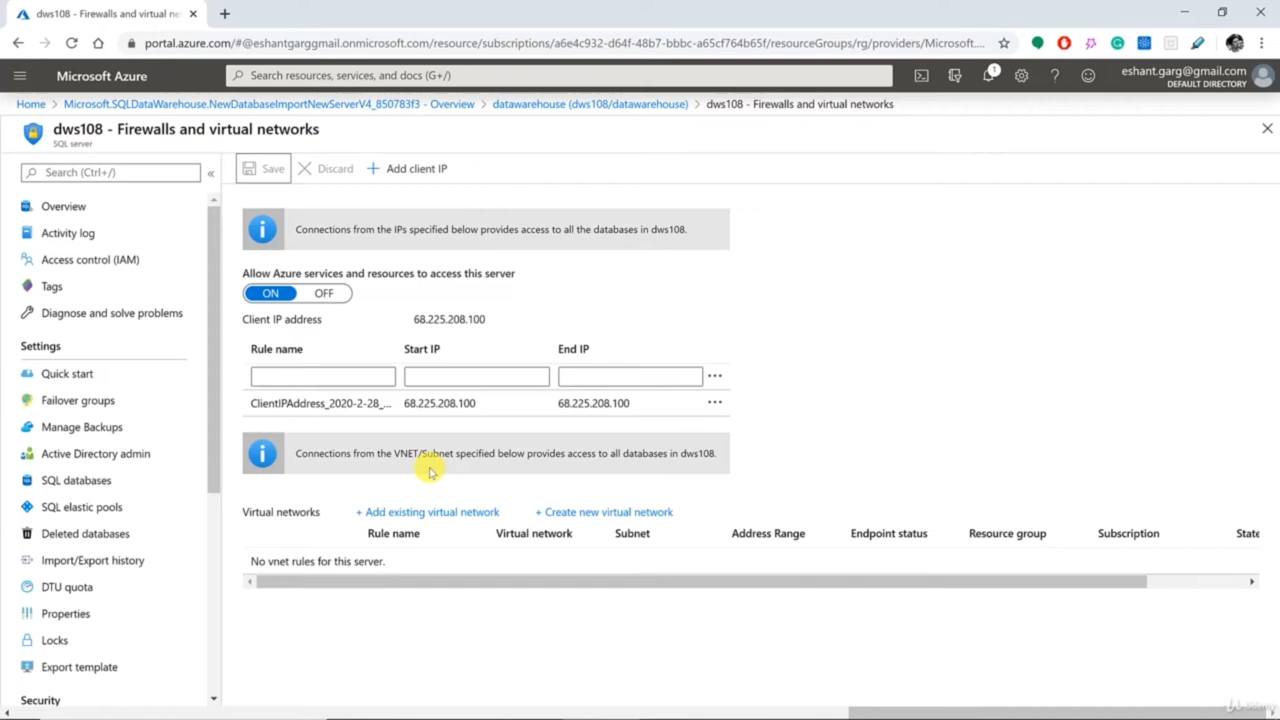 dws108 - Firewalls and virtual ne
portal.azure.com/#@eshantgarggmail.onmicrosoft.com/resource/subscriptions/a6e4c932-d64f-48b7-bbbc-a65cf764b65f/resourceGroups/rg/providers/Microsoft....
Microsoft Azure
Search resources, services, and docs (G+/)
1
eshant.garg@gmail.com
DEFAULT DIRECTORY
Home > Microsoft.SQLDataWarehouse.NewDatabaseImportNewServerV4_850783f3 - Overview > datawarehouse (dws108/datawarehouse) > dws108 - Firewalls and virtual networks
dws108 - Firewalls and virtual networks
SQL server
Search (Ctrl+/)
«
Overview
Activity log
Access control (IAM)
Tags
Diagnose and solve problems
Settings
Quick start
Failover groups
Manage Backups
Active Directory admin
SQL databases
SQL elastic pools
Deleted databases
Import/Export history
DTU quota
Properties
Locks
Export template
Security
Save Discard + Add client IP
Connections from the IPs specified below provides access to all the databases in dws108.
Allow Azure services and resources to access this server
ON OFF
Client IP address 68.225.208.100
Rule name Start IP End IP
ClientIPAddress_2020-2-28_... 68.225.208.100 68.225.208.100
Connections from the VNET/Subnet specified below provides access to all databases in dws108.
Virtual networks + Add existing virtual network + Create new virtual network
Rule name Virtual network Subnet Address Range Endpoint status Resource group Subscription State
No vnet rules for this server.
Udemy